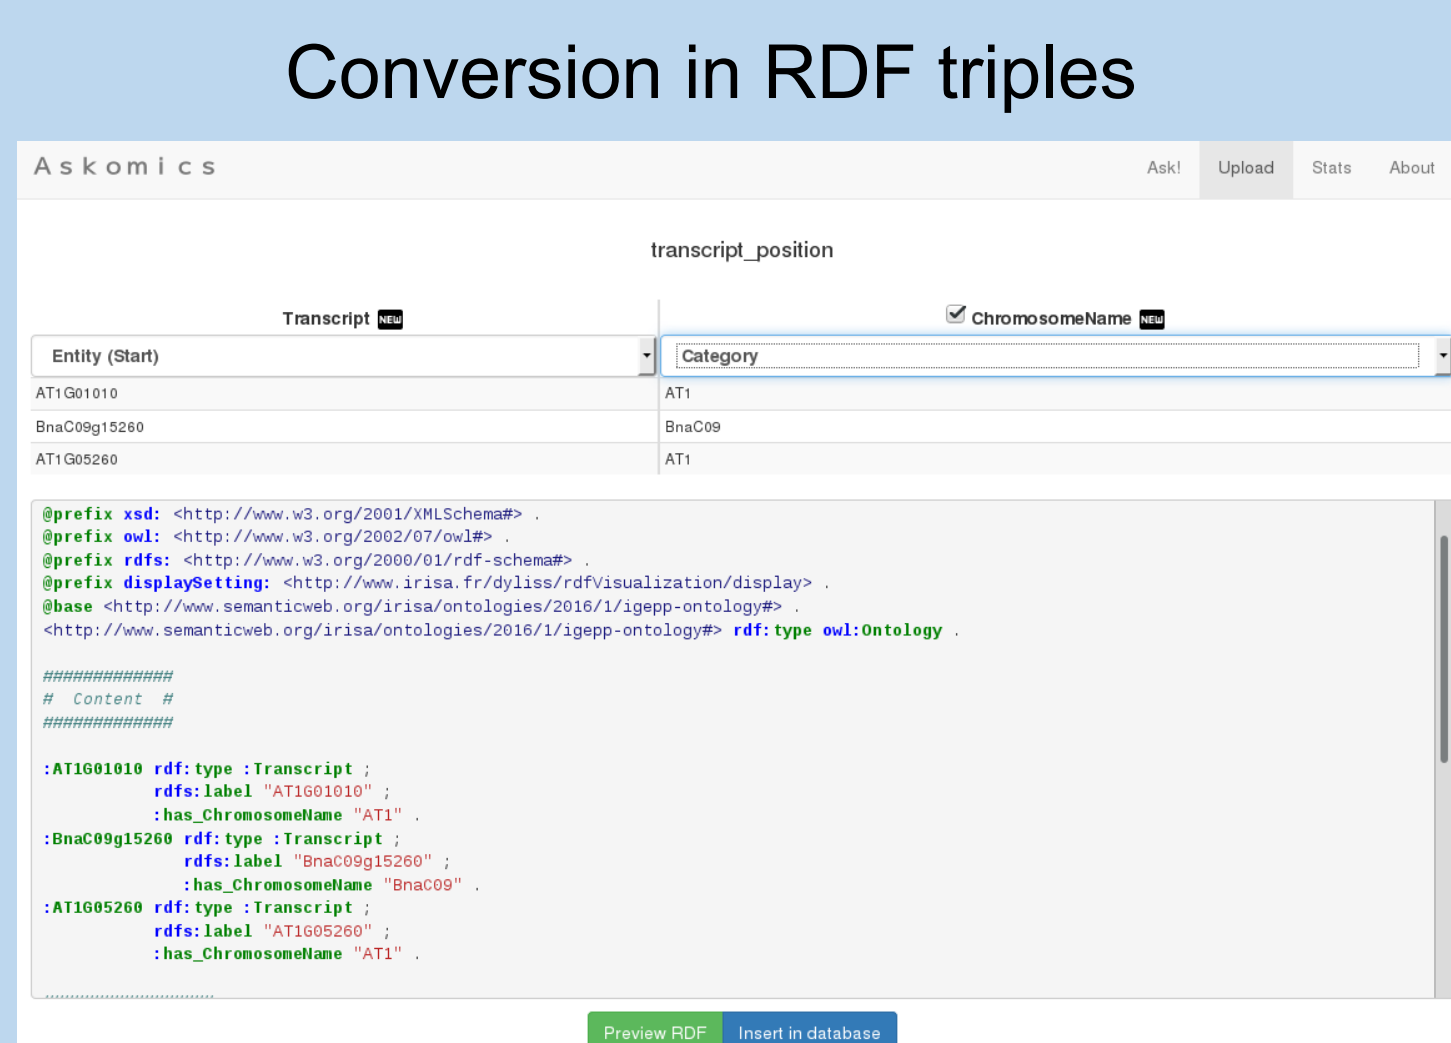 Conversion in RDF triples
Askomics Ask! Upload Stats About
transcript_position
Transcript NEW ChromosomeName NEW
Entity (Start) Category
AT1G01010 AT1
BnaC09g15260 BnaC09
AT1G05260 AT1
@prefix xsd: <http://www.w3.org/2001/XMLSchema#> .
@prefix owl: <http://www.w3.org/2002/07/owl#> .
@prefix rdfs: <http://www.w3.org/2000/01/rdf-schema#> .
@prefix displaySetting: <http://www.irisa.fr/dyliss/rdfVisualization/display> .
@base <http://www.semanticweb.org/irisa/ontologies/2016/1/igepp-ontology#> .
<http://www.semanticweb.org/irisa/ontologies/2016/1/igepp-ontology#> rdf:type owl:Ontology .
#############
#  Content  #
#############
:AT1G01010 rdf:type :Transcript ;
rdfs:label "AT1G01010" ;
:has_ChromosomeName "AT1" .
:BnaC09g15260 rdf:type :Transcript ;
rdfs:label "BnaC09g15260" ;
:has_ChromosomeName "BnaC09" .
:AT1G05260 rdf:type :Transcript ;
rdfs:label "AT1G05260" ;
:has_ChromosomeName "AT1" .
Preview RDF Insert in database